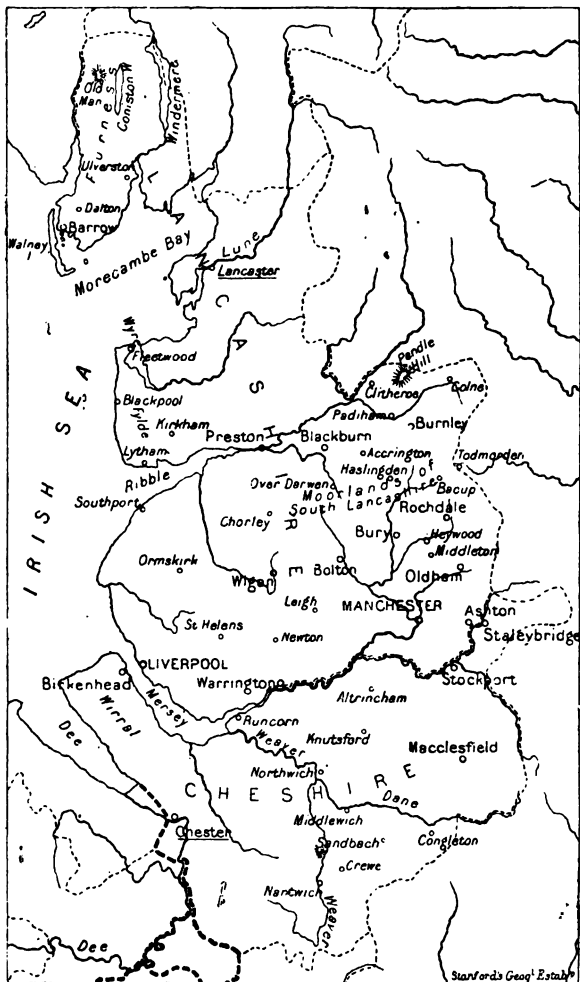 Old
Man
Coniston W
Furness
Windermere
Ulverston
Dalton
Barrow
Walney
I
Morecambe Bay
Lune
Lancaster
LANCASHIRE
Wyre
Fleetwood
Pendle
Hill
Clitheroe
Colne
Blackpool
Fylde
Kirkham
Padiham
Burnley
Preston
Blackburn
Lytham
Accrington
Todmorden
Ribble
Haslingden
Over Darwen
Moorlands of
South Lancashire
Bacup
Southport
Rochdale
Chorley
Bury
Heywood
Middleton
Ormskirk
Wigan
Bolton
Oldham
Leigh
MANCHESTER
Ashton
Staleybridge
St Helens
Newton
IRISH SEA
LIVERPOOL
Birkenhead
Warrington
Stockport
Mersey
Altrincham
Wirral
Dee
Runcorn
Weaver
Knutsford
Macclesfield
Northwich
CHESHIRE
Dane
Middlewich
Chester
Sandbach
Congleton
Crewe
Nantwich
Weaver
Dee
Stanford's Geogl Estabt